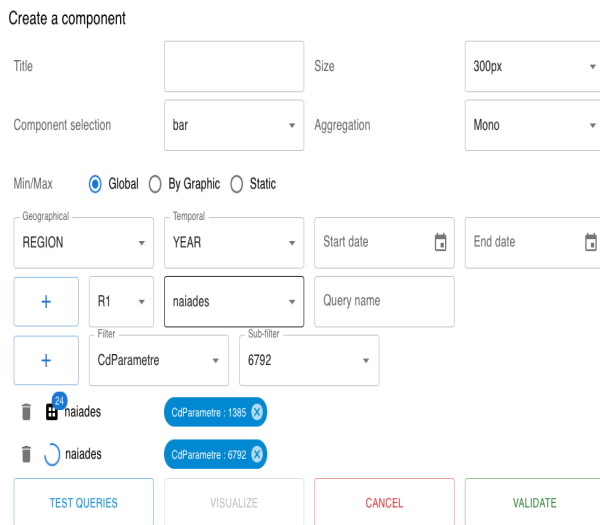 Create a component
Title Size 300px
Component selection bar Aggregation Mono
Min/Max Global By Graphic Static
Geographical Temporal
REGION YEAR Start date End date
+ R1 naiades Query name
Filter Sub-filter
+ CdParametre 6792
24
naiades CdParametre : 1385
naiades CdParametre : 6792
TEST QUERIES VISUALIZE CANCEL VALIDATE